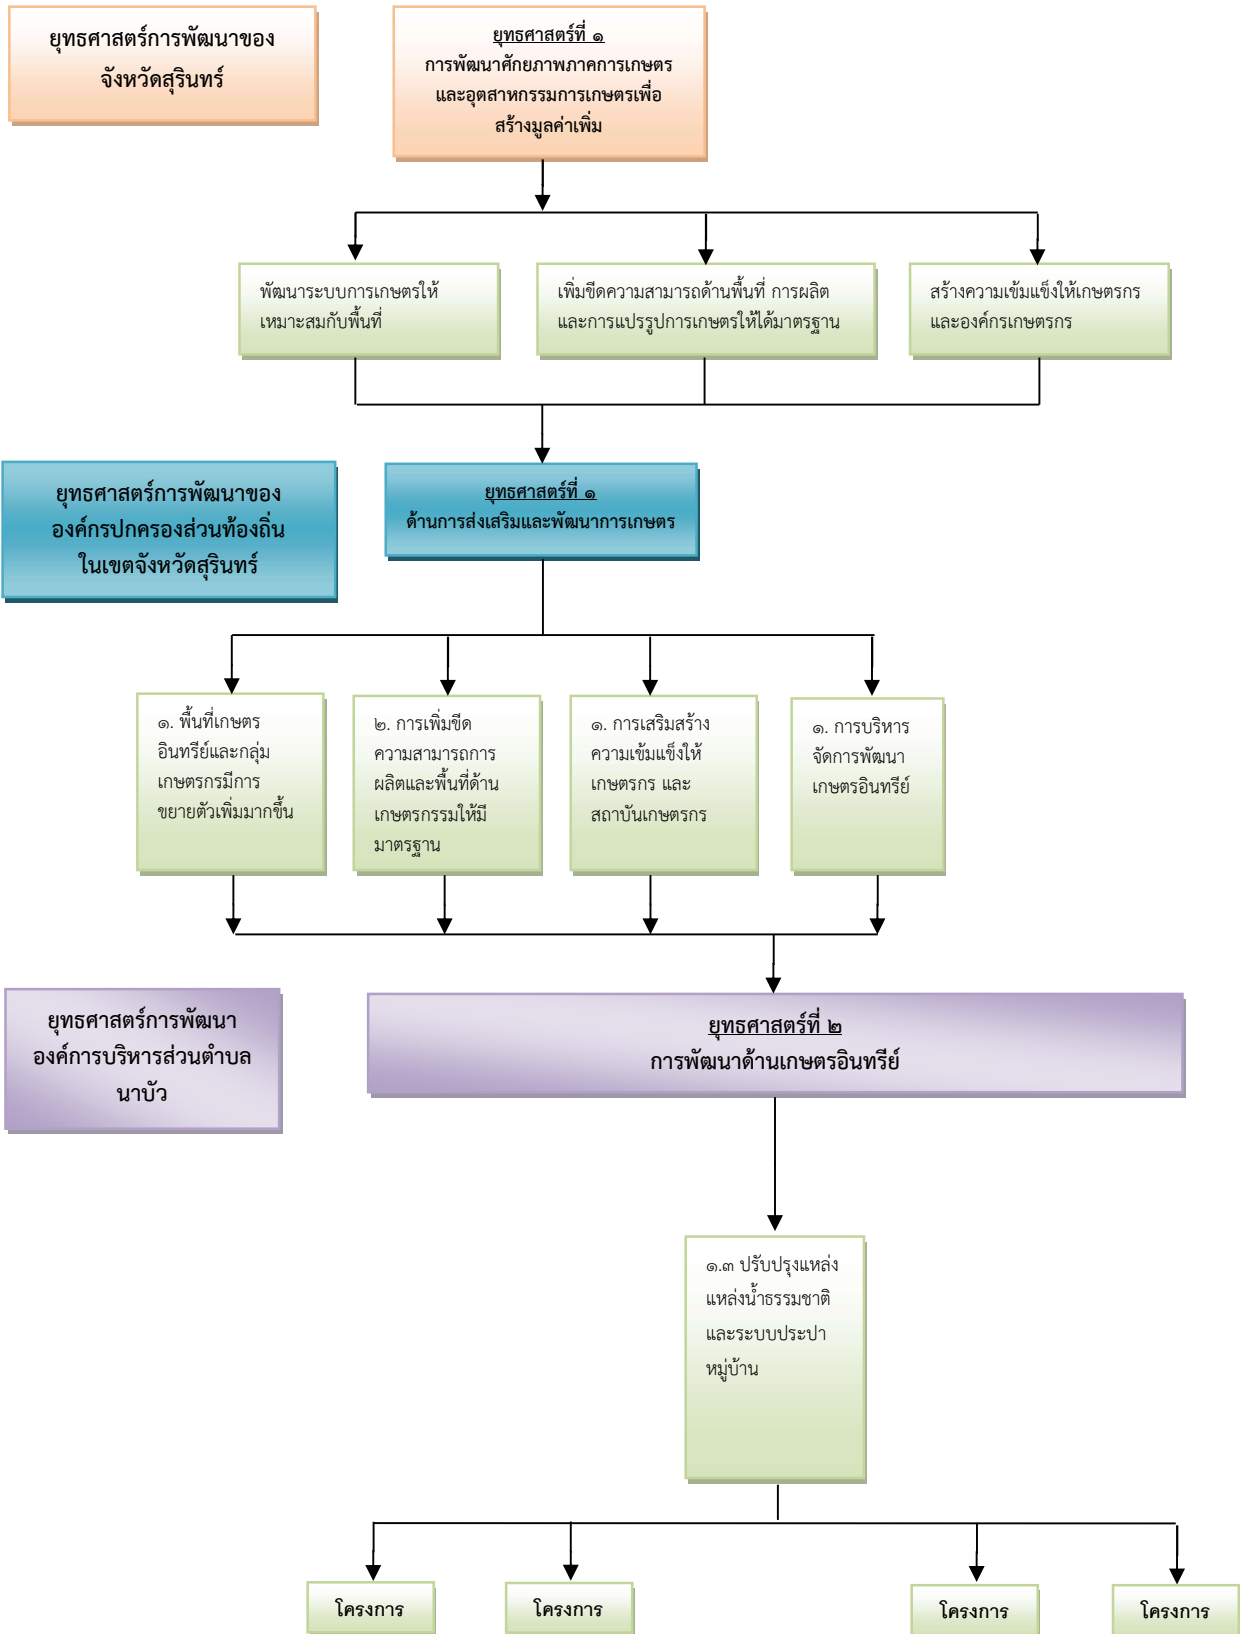 ยุทธศาสตร์การพัฒนาของ
จังหวัดสุรินทร์
ยุทธศาสตร์ที่ ๑
การพัฒนาศักยภาพภาคการเกษตร
และอุตสาหกรรมการเกษตรเพื่อ
สร้างมูลค่าเพิ่ม
พัฒนาระบบการเกษตรให้
เหมาะสมกับพื้นที่
เพิ่มขีดความสามารถด้านพื้นที่ การผลิต
และการแปรรูปการเกษตรให้ได้มาตรฐาน
สร้างความเข้มแข็งให้เกษตรกร
และองค์กรเกษตรกร
ยุทธศาสตร์การพัฒนาของ
องค์กรปกครองส่วนท้องถิ่น
ในเขตจังหวัดสุรินทร์
ยุทธศาสตร์ที่ ๑
ด้านการส่งเสริมและพัฒนาการเกษตร
๑. พื้นที่เกษตร
อินทรีย์และกลุ่ม
เกษตรกรมีการ
ขยายตัวเพิ่มมากขึ้น
๒. การเพิ่มขีด
ความสามารถการ
ผลิตและพื้นที่ด้าน
เกษตรกรรมให้มี
มาตรฐาน
๑. การเสริมสร้าง
ความเข้มแข็งให้
เกษตรกร และ
สถาบันเกษตรกร
๑. การบริหาร
จัดการพัฒนา
เกษตรอินทรีย์
ยุทธศาสตร์การพัฒนา
องค์การบริหารส่วนตำบล
นาบัว
ยุทธศาสตร์ที่ ๒
การพัฒนาด้านเกษตรอินทรีย์
๑.๓ ปรับปรุงแหล่ง
แหล่งน้ำธรรมชาติ
และระบบประปา
หมู่บ้าน
โครงการ
โครงการ
โครงการ
โครงการ